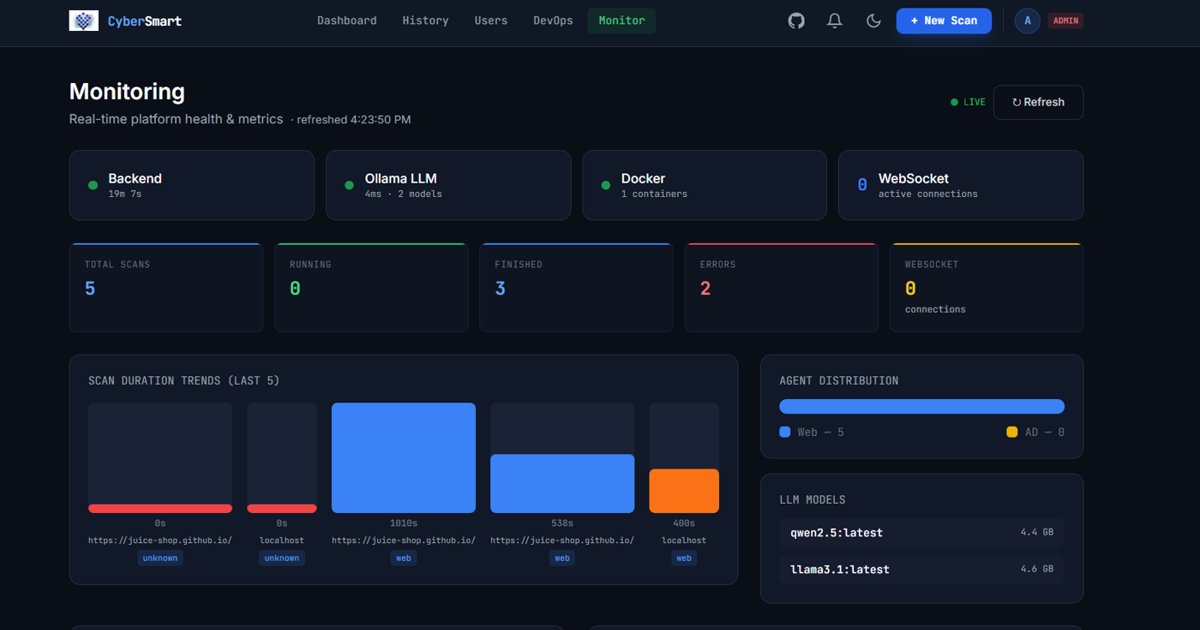 CyberSmart Dashboard History Users DevOps Monitor + New Scan A ADMIN
Monitoring
Real-time platform health & metrics · refreshed 4:23:50 PM
LIVE ↻ Refresh
Backend
19m 7s
Ollama LLM
4ms · 2 models
Docker
1 containers
0 WebSocket
active connections
TOTAL SCANS
5
RUNNING
0
FINISHED
3
ERRORS
2
WEBSOCKET
0
connections
SCAN DURATION TRENDS (LAST 5)
0s 0s 1010s 538s 400s
https://juice-shop.github.io/ localhost https://juice-shop.github.io/ https://juice-shop.github.io/ localhost
unknown unknown web web web
AGENT DISTRIBUTION
Web — 5 AD — 0
LLM MODELS
qwen2.5:latest 4.4 GB
llama3.1:latest 4.6 GB